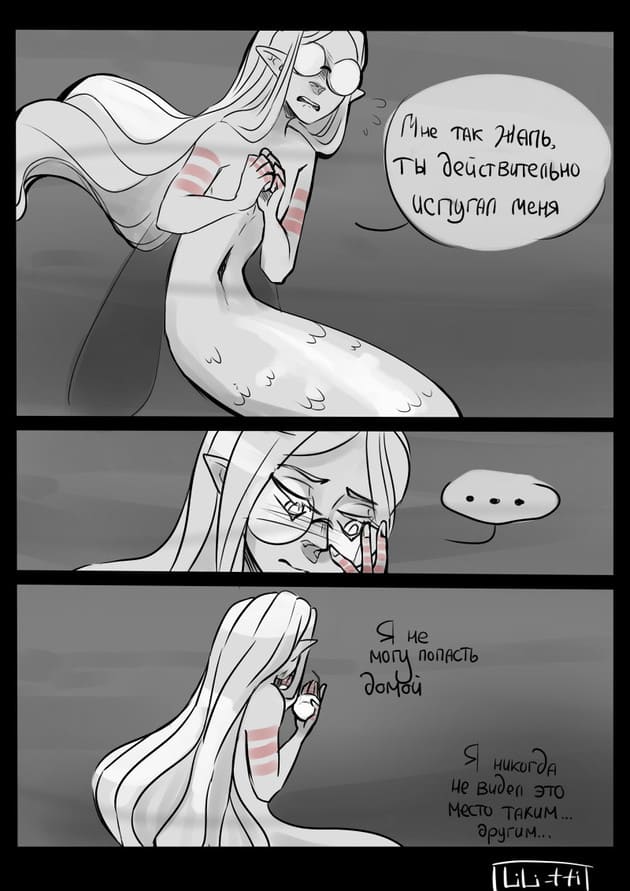 Мне так жаль,
ты действительно
испугал меня
...
Я не
могу попасть
домой
Я никогда
не видел это
место таким...
другим...
LiLi-tti